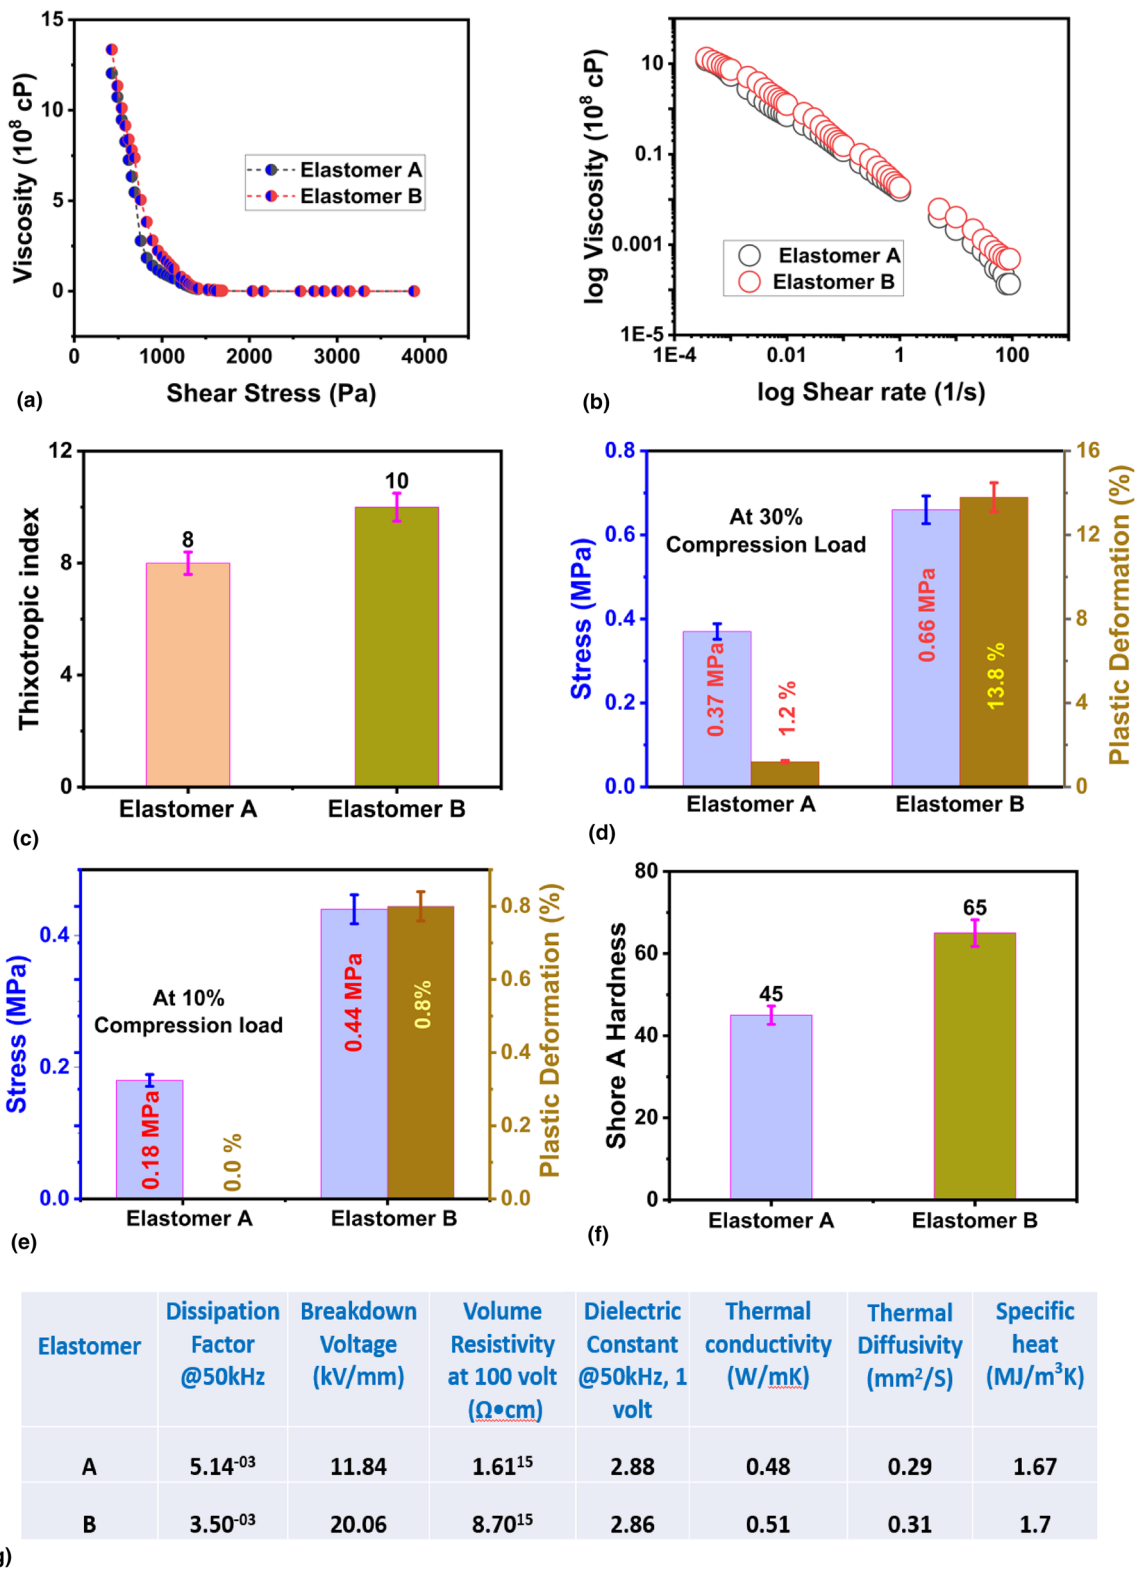 15
10
5
0
Viscosity (10⁸ cP)
Elastomer A
Elastomer B
0 1000 2000 3000 4000
Shear Stress (Pa)
(a)
10
0.1
0.001
1E-5
log Viscosity (10⁸ cP)
Elastomer A
Elastomer B
1E-4 0.01 1 100
log Shear rate (1/s)
(b)
12
8
4
0
Thixotropic index
8
10
Elastomer A Elastomer B
(c)
0.8
0.6
0.4
0.2
0.0
Stress (MPa)
At 30%
Compression Load
0.37 MPa
1.2 %
0.66 MPa
13.8 %
16
12
8
4
0
Plastic Deformation (%)
Elastomer A Elastomer B
(d)
0.4
0.2
0.0
Stress (MPa)
At 10%
Compression load
0.18 MPa
0.0 %
0.44 MPa
0.8%
0.8
0.6
0.4
0.2
0.0
Plastic Deformation (%)
Elastomer A Elastomer B
(e)
80
60
40
20
0
Shore A Hardness
45
65
Elastomer A Elastomer B
(f)
Elastomer
Dissipation
Factor
@50kHz
Breakdown
Voltage
(kV/mm)
Volume
Resistivity
at 100 volt
(Ω•cm)
Dielectric
Constant
@50kHz, 1
volt
Thermal
conductivity
(W/mK)
Thermal
Diffusivity
(mm²/S)
Specific
heat
(MJ/m³K)
A 5.14⁻⁰³ 11.84 1.61¹⁵ 2.88 0.48 0.29 1.67
B 3.50⁻⁰³ 20.06 8.70¹⁵ 2.86 0.51 0.31 1.7
g)